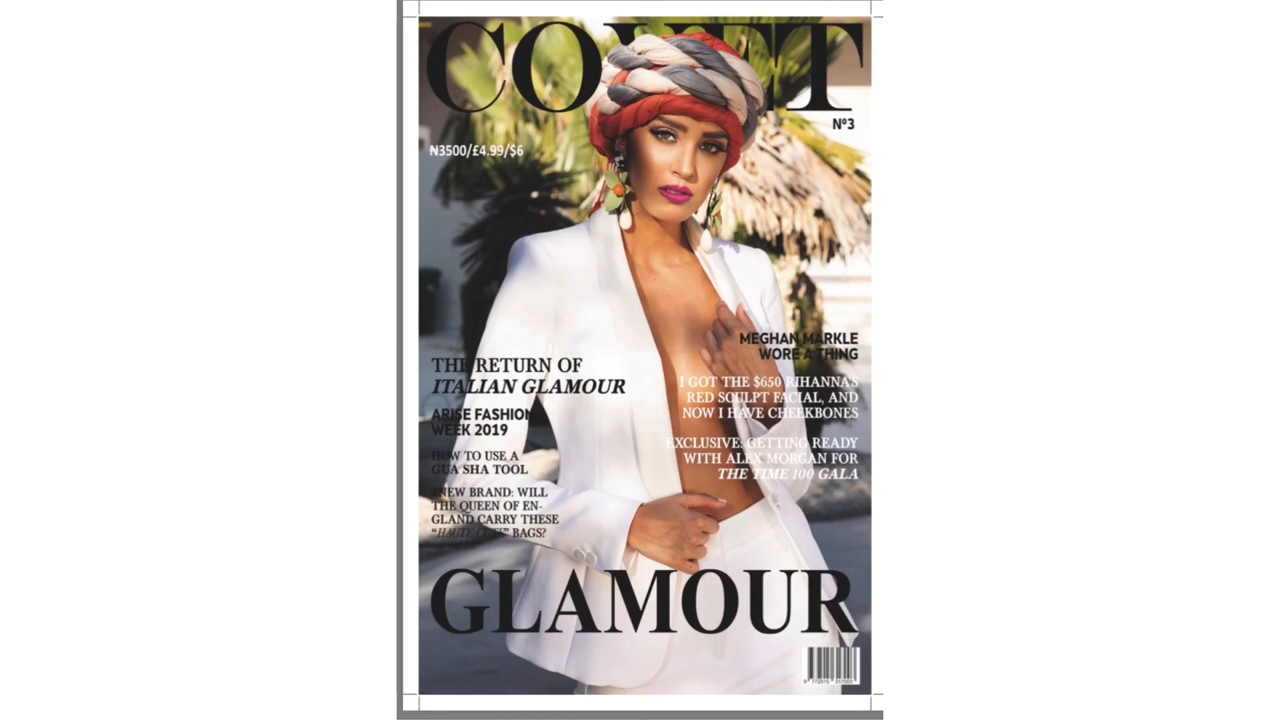 COVET
Nº3
₦3500/£4.99/$6
MEGHAN MARKLE
WORE A THING
I GOT THE $650 RIHANNA'S
RED SCULPT FACIAL, AND
NOW I HAVE CHEEKBONES
EXCLUSIVE: GETTING READY
WITH ALEX MORGAN FOR
THE TIME 100 GALA
THE RETURN OF
ITALIAN GLAMOUR
ARISE FASHION
WEEK 2019
HOW TO USE A
GUA SHA TOOL
NEW BRAND: WILL
THE QUEEN OF EN-
GLAND CARRY THESE
"HAUTE CUIR" BAGS?
GLAMOUR